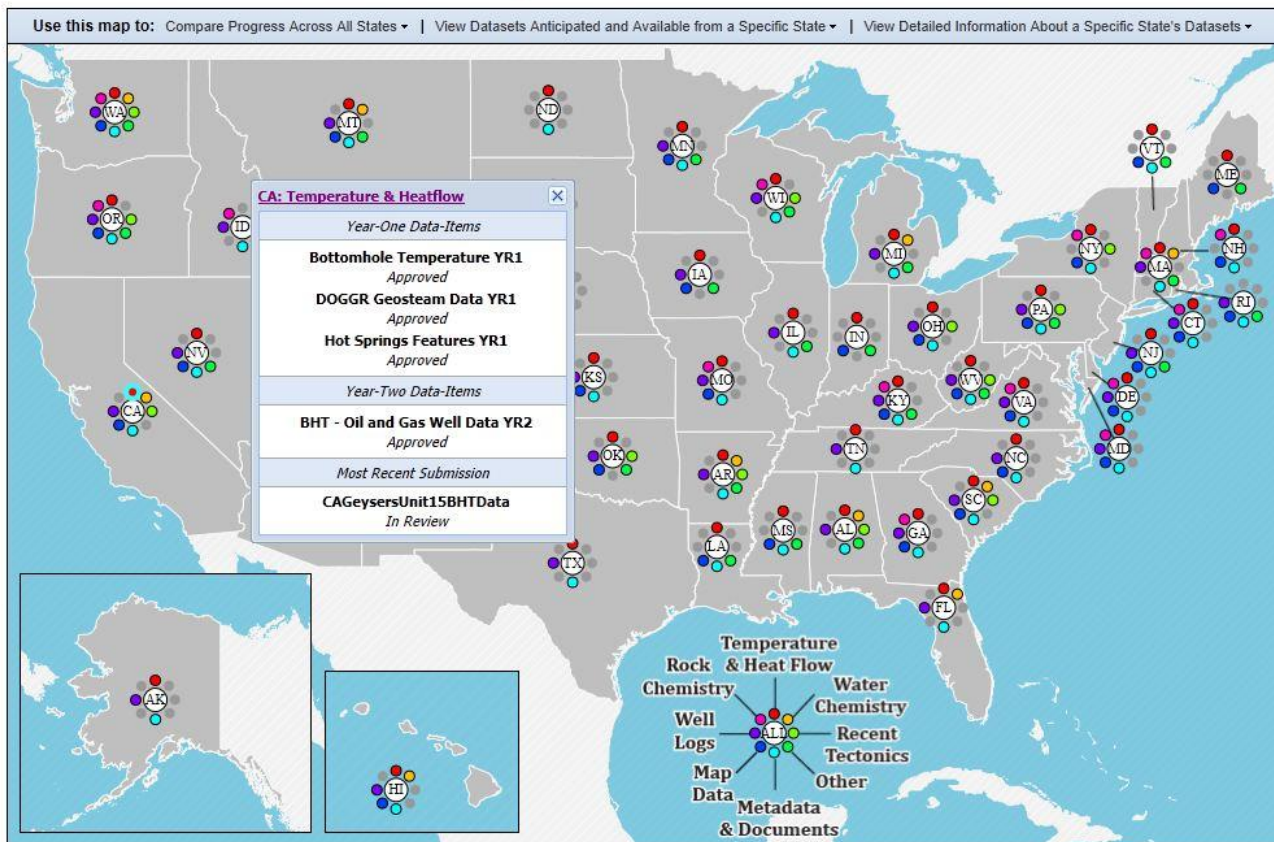 Use this map to: Compare Progress Across All States | View Datasets Anticipated and Available from a Specific State | View Detailed Information About a Specific State's Datasets
WA
MT
ND
MN
VT
ME
OR
ID
WI
MI
NY
MA
NH
CA: Temperature & Heatflow
Year-One Data-Items
Bottomhole Temperature YR1
Approved
DOGGR Geosteam Data YR1
Approved
Hot Springs Features YR1
Approved
Year-Two Data-Items
BHT - Oil and Gas Well Data YR2
Approved
Most Recent Submission
CAGeysersUnit15BHTData
In Review
IA
PA
RI
CT
NV
IL
IN
OH
NJ
CA
KS
MO
KY
WV
VA
DE
OK
AR
TN
NC
MD
SC
TX
LA
MS
AL
GA
FL
AK
HI
Temperature
& Heat Flow
Rock
Chemistry
Water
Chemistry
Well
Logs
ALL
Recent
Tectonics
Map
Data
Other
Metadata
& Documents